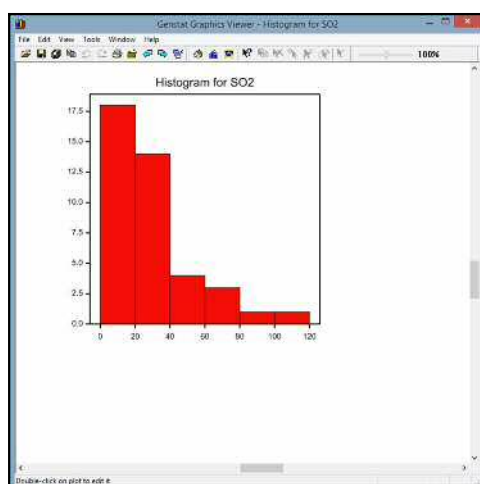 Genstat Graphics Viewer - Histogram for SO2
File Edit View Tools Window Help
100%
Histogram for SO2
17.5
15.0
12.5
10.0
7.5
5.0
2.5
0.0
0 20 40 60 80 100 120
Double-click on plot to edit it